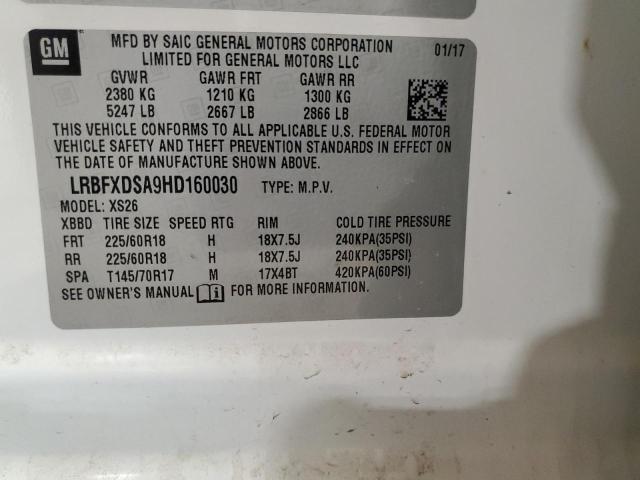 GM
MFD BY SAIC GENERAL MOTORS CORPORATION 01/17
LIMITED FOR GENERAL MOTORS LLC
GVWR GAWR FRT GAWR RR
2380 KG 1210 KG 1300 KG
5247 LB 2667 LB 2866 LB
THIS VEHICLE CONFORMS TO ALL APPLICABLE U.S. FEDERAL MOTOR
VEHICLE SAFETY AND THEFT PREVENTION STANDARDS IN EFFECT ON
THE DATE OF MANUFACTURE SHOWN ABOVE.
LRBFXDSA9HD160030 TYPE: M.P.V.
MODEL: XS26
XBBD TIRE SIZE SPEED RTG RIM COLD TIRE PRESSURE
FRT 225/60R18 H 18X7.5J 240KPA(35PSI)
RR 225/60R18 H 18X7.5J 240KPA(35PSI)
SPA T145/70R17 M 17X4BT 420KPA(60PSI)
SEE OWNER'S MANUAL i FOR MORE INFORMATION.